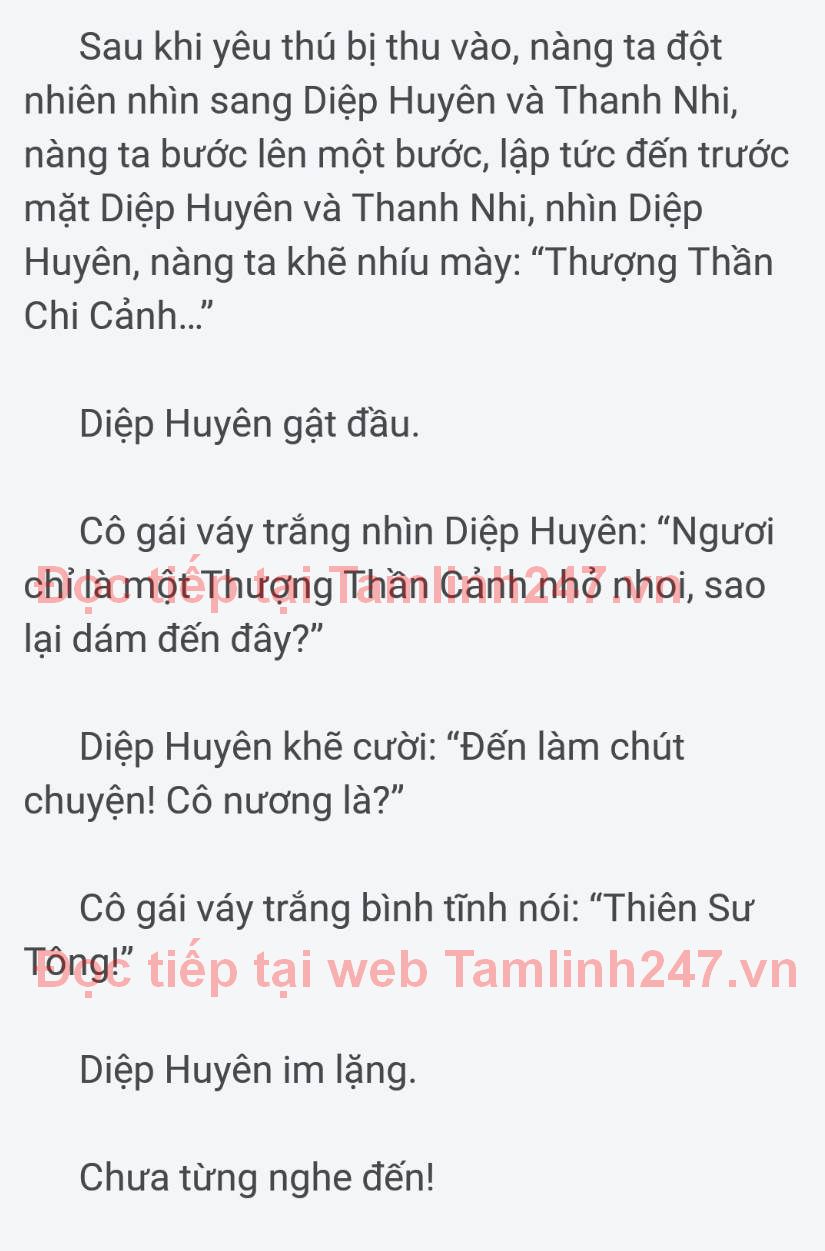 Sau khi yêu thú bị thu vào, nàng ta đột
nhiên nhìn sang Diệp Huyên và Thanh Nhi,
nàng ta bước lên một bước, lập tức đến trước
mặt Diệp Huyên và Thanh Nhi, nhìn Diệp
Huyên, nàng ta khẽ nhíu mày: “Thượng Thần
Chi Cảnh...”
Diệp Huyên gật đầu.
Cô gái váy trắng nhìn Diệp Huyên: “Ngươi
chỉ là một Thượng Thần Cảnh nhỏ nhoi, sao
Đọc tiếp tại Tamlinh247.vn
lại dám đến đây?”
Diệp Huyên khẽ cười: “Đến làm chút
chuyện! Cô nương là?”
Cô gái váy trắng bình tĩnh nói: “Thiên Sư
Tông!”
Đọc tiếp tại web Tamlinh247.vn
Diệp Huyên im lặng.
Chưa từng nghe đến!